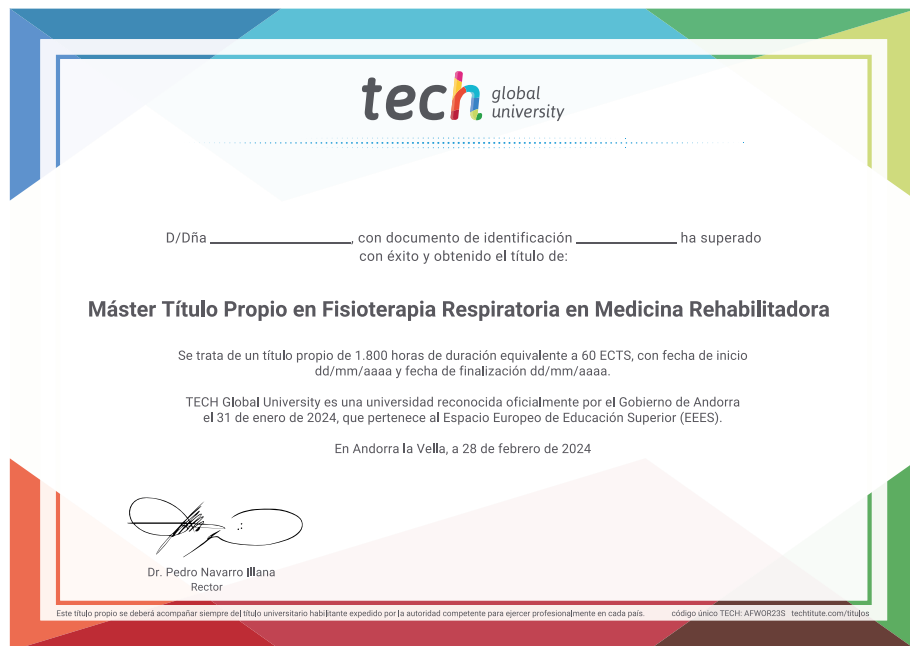 tech global university
D/Dña ____________________, con documento de identificación ______________ ha superado
con éxito y obtenido el título de:
Máster Título Propio en Fisioterapia Respiratoria en Medicina Rehabilitadora
Se trata de un título propio de 1.800 horas de duración equivalente a 60 ECTS, con fecha de inicio
dd/mm/aaaa y fecha de finalización dd/mm/aaaa.
TECH Global University es una universidad reconocida oficialmente por el Gobierno de Andorra
el 31 de enero de 2024, que pertenece al Espacio Europeo de Educación Superior (EEES).
En Andorra la Vella, a 28 de febrero de 2024
Dr. Pedro Navarro Illana
Rector
Este título propio se deberá acompañar siempre del título universitario habilitante expedido por la autoridad competente para ejercer profesionalmente en cada país. código único TECH: AFWOR23S techtitute.com/titulos